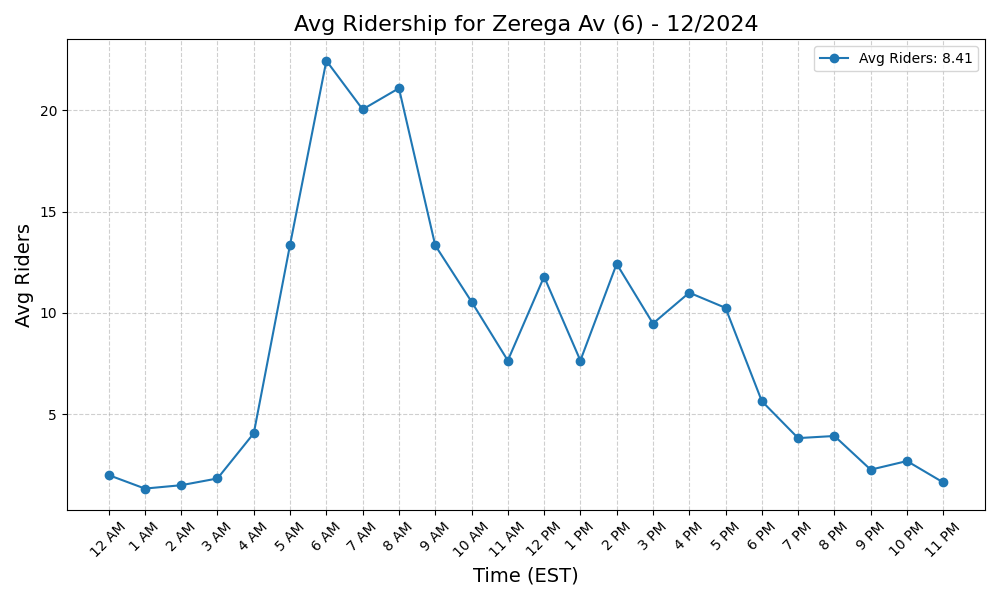 Avg Ridership for Zerega Av (6) - 12/2024
Avg Riders: 8.41
Avg Riders
20
15
10
5
12 AM
1 AM
2 AM
3 AM
4 AM
5 AM
6 AM
7 AM
8 AM
9 AM
10 AM
11 AM
12 PM
1 PM
2 PM
3 PM
4 PM
5 PM
6 PM
7 PM
8 PM
9 PM
10 PM
11 PM
Time (EST)